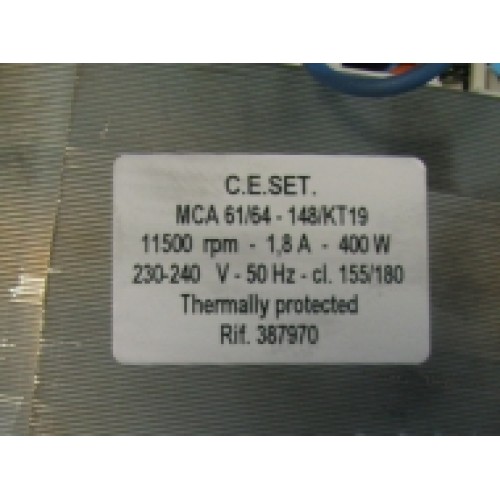 C.E.SET.
MCA 61/64 - 148/KT19
11500 rpm - 1,8 A - 400 W
230-240 V - 50 Hz - cl. 155/180
Thermally protected
Rif. 387970